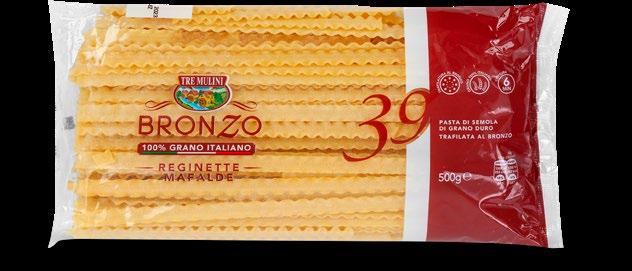 TRE MULINI
BRONZO
100% GRANO ITALIANO
REGINETTE
MAFALDE
39
6
MIN
PASTA DI SEMOLA
DI GRANO DURO
TRAFILATA AL BRONZO
500g e